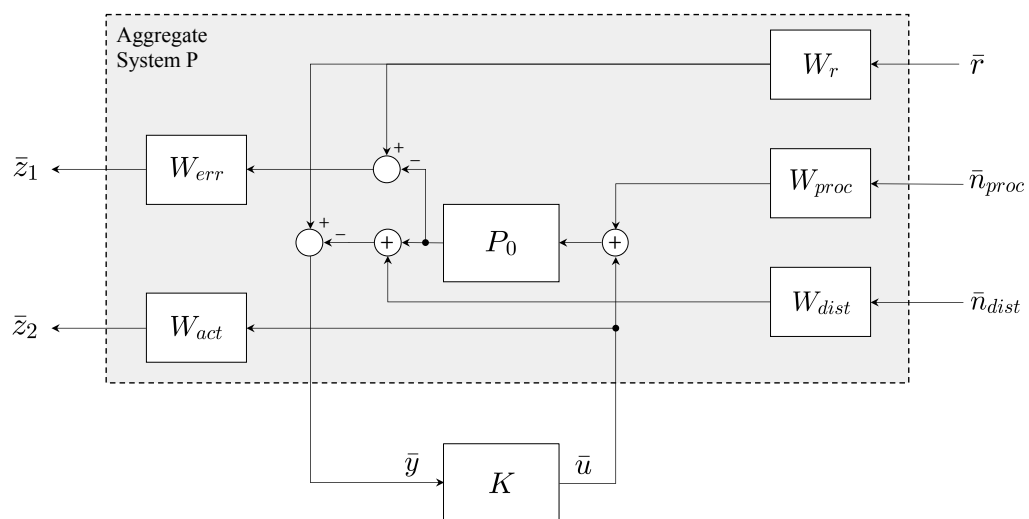 Aggregate
System P
W_r
r̄
+
−
z̄_1
W_err
W_proc
n̄_proc
+
−
+
P_0
+
W_dist
n̄_dist
z̄_2
W_act
ȳ
K
ū